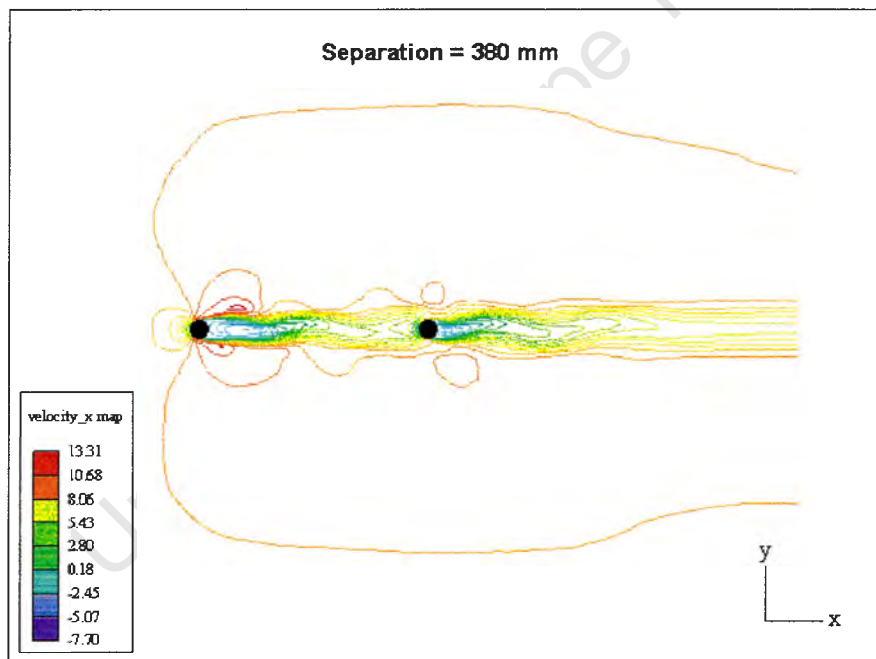 Separation = 380 mm
velocity_x map
13.31
10.68
8.06
5.43
2.80
0.18
-2.45
-5.07
-7.70
y
x